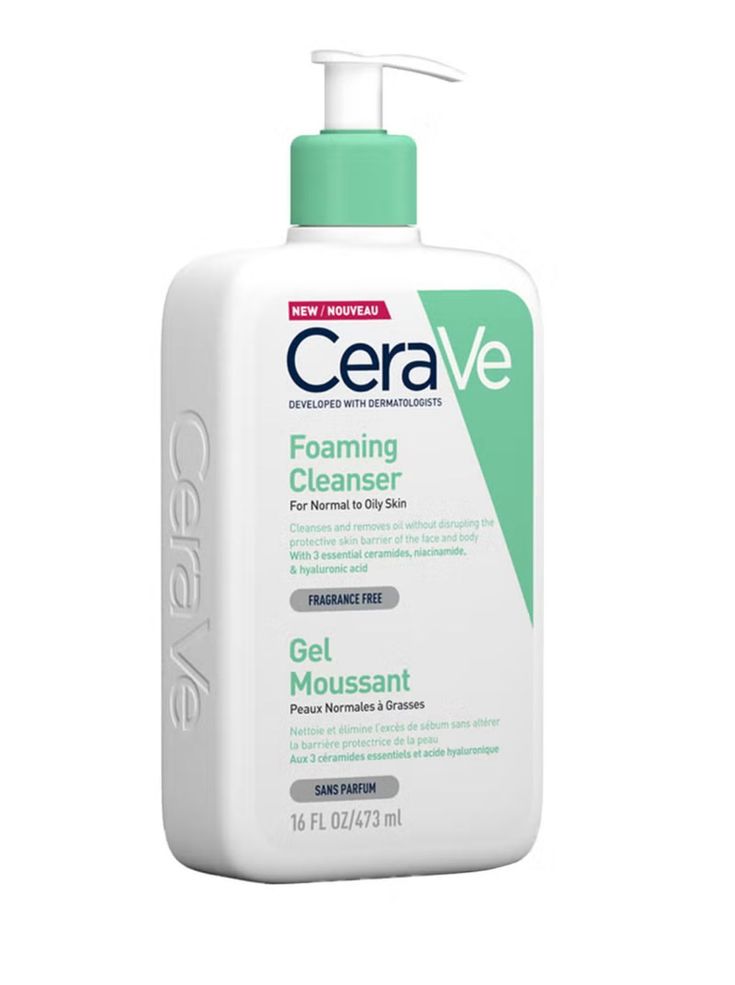 NEW / NOUVEAU
CeraVe
DEVELOPED WITH DERMATOLOGISTS
Foaming
Cleanser
For Normal to Oily Skin
Cleanses and removes oil without disrupting the
protective skin barrier of the face and body
With 3 essential ceramides, niacinamide,
& hyaluronic acid
FRAGRANCE FREE
Gel
Moussant
Peaux Normales à Grasses
Nettoie et élimine l'excès de sébum sans altérer
la barrière protectrice de la peau
Aux 3 céramides essentiels et acide hyaluronique
SANS PARFUM
16 FL OZ/473 ml
CeraVe